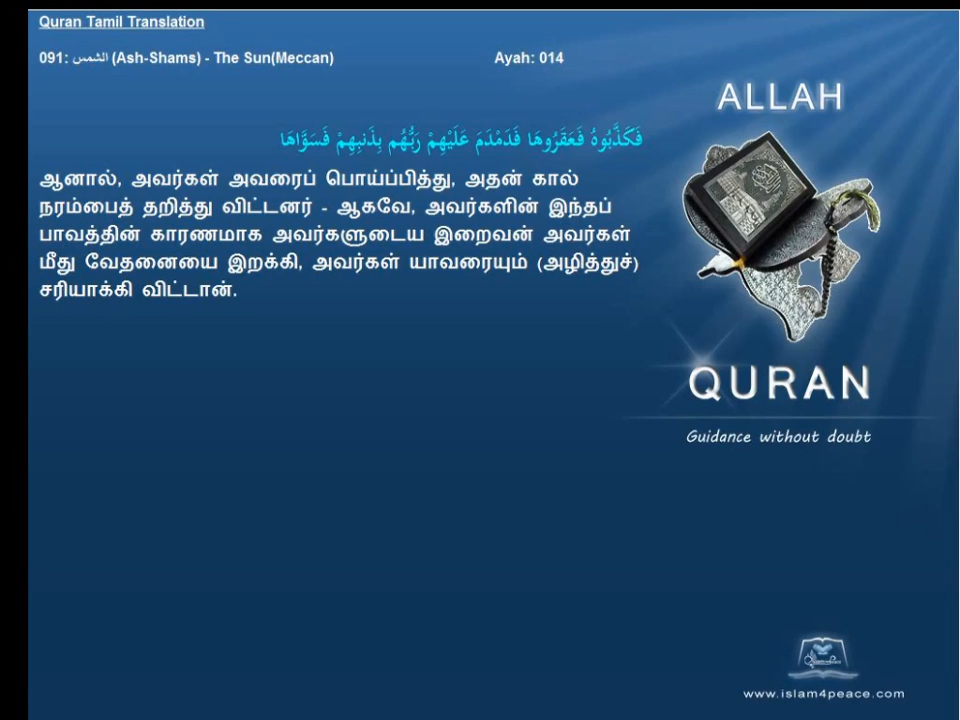 Quran Tamil Translation
091: الشمس (Ash-Shams) - The Sun(Meccan) Ayah: 014
فَكَذَّبُوهُ فَعَقَرُوهَا فَدَمْدَمَ عَلَيْهِمْ رَبُّهُم بِذَنبِهِمْ فَسَوَّاهَا
ஆனால், அவர்கள் அவரைப் பொய்ப்பித்து, அதன் கால்
நரம்பைத் தறித்து விட்டனர் - ஆகவே, அவர்களின் இந்தப்
பாவத்தின் காரணமாக அவர்களுடைய இறைவன் அவர்கள்
மீது வேதனையை இறக்கி, அவர்கள் யாவரையும் (அழித்துச்)
சரியாக்கி விட்டான்.
ALLAH
QURAN
Guidance without doubt
www.islam4peace.com